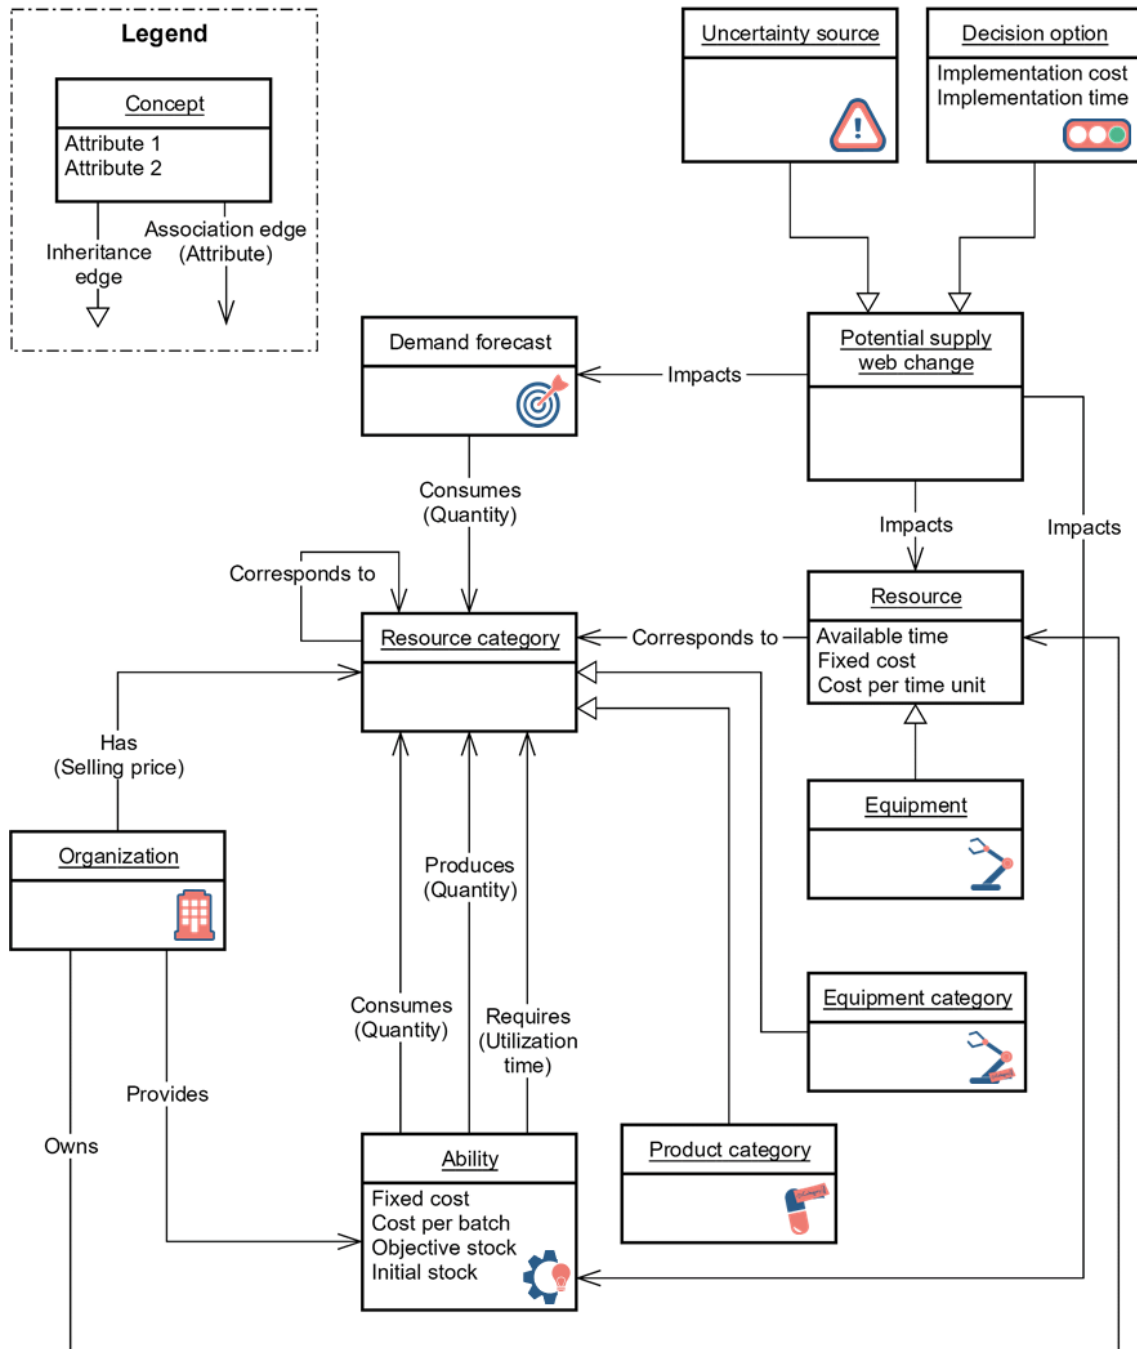 Legend
Concept
Attribute 1
Attribute 2
Inheritance
edge
Association edge
(Attribute)
Uncertainty source
Decision option
Implementation cost
Implementation time
Demand forecast
Impacts
Potential supply
web change
Consumes
(Quantity)
Impacts
Impacts
Corresponds to
Resource category
Corresponds to
Resource
Available time
Fixed cost
Cost per time unit
Has
(Selling price)
Equipment
Organization
Produces
(Quantity)
Consumes
(Quantity)
Requires
(Utilization
time)
Equipment category
Provides
Owns
Ability
Fixed cost
Cost per batch
Objective stock
Initial stock
Product category